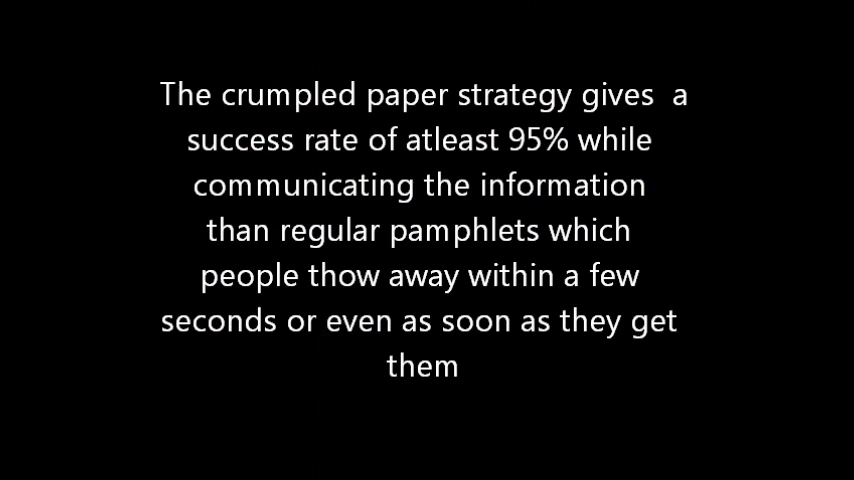 The crumpled paper strategy gives  a
success rate of atleast 95% while
communicating the information
than regular pamphlets which
people thow away within a few
seconds or even as soon as they get
them